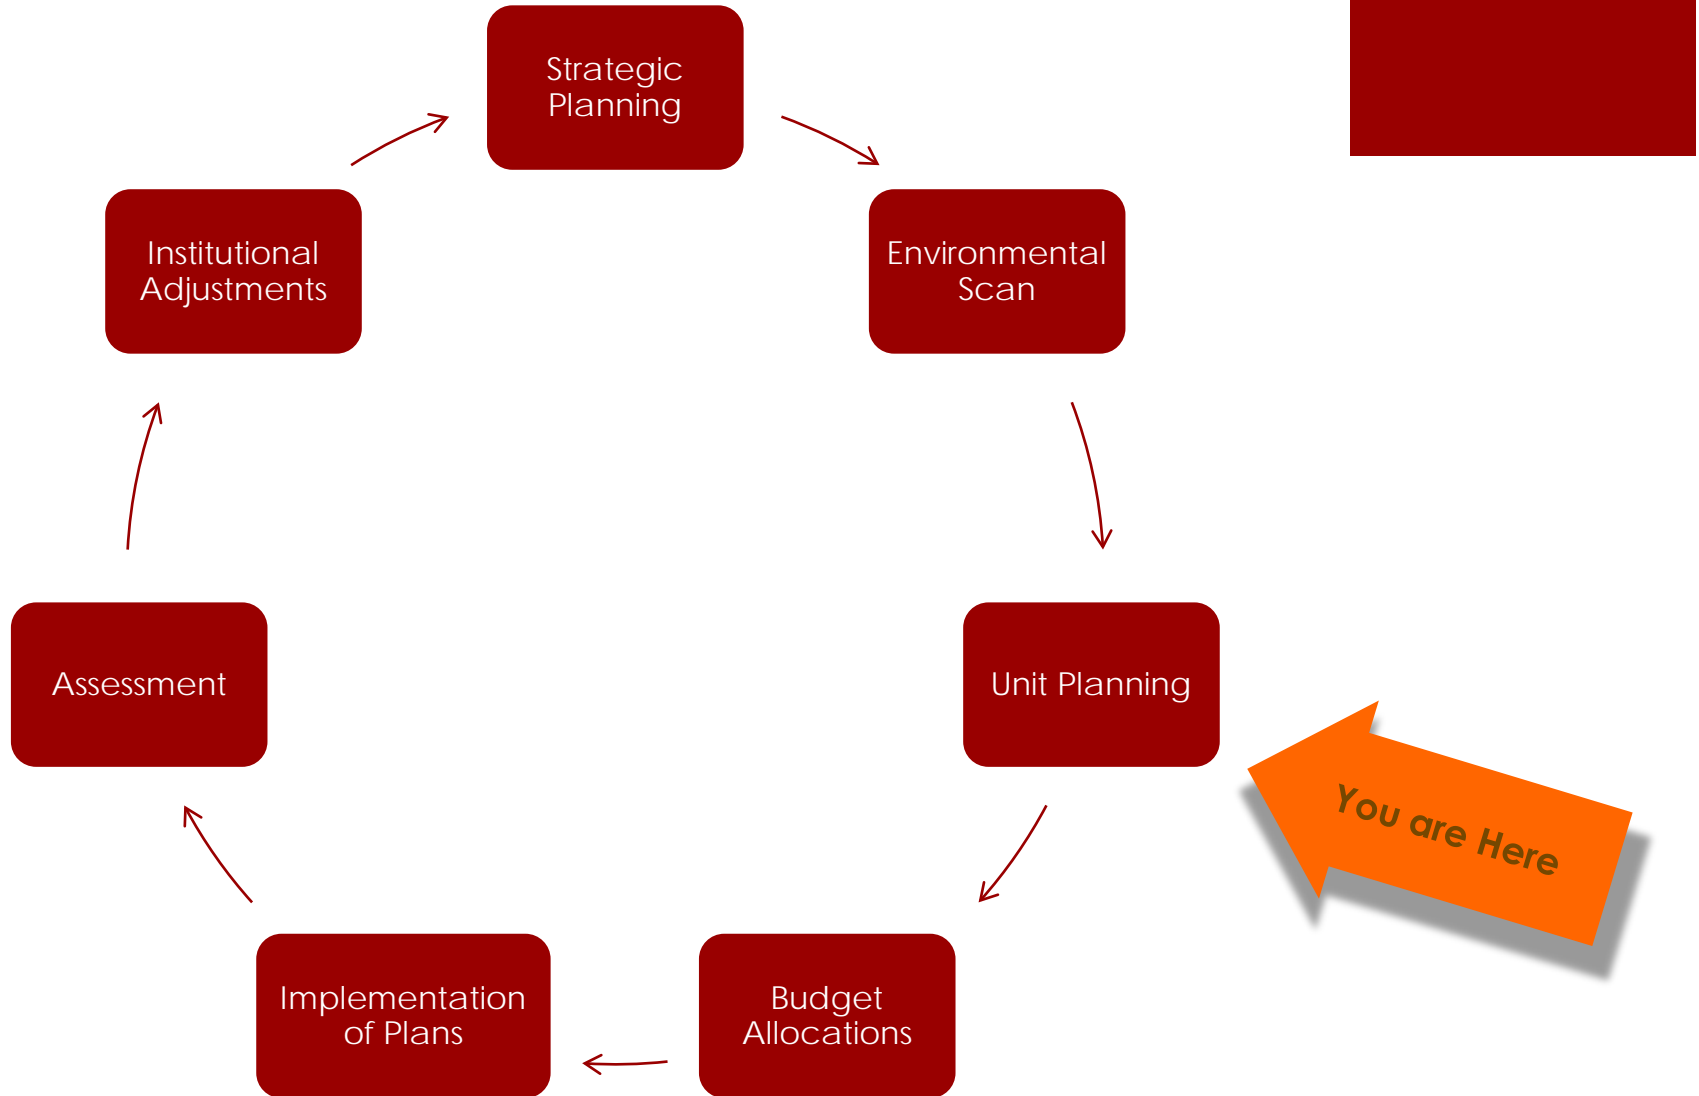 Strategic
Planning
Environmental
Scan
Unit Planning
You are Here
Budget
Allocations
Implementation
of Plans
Assessment
Institutional
Adjustments